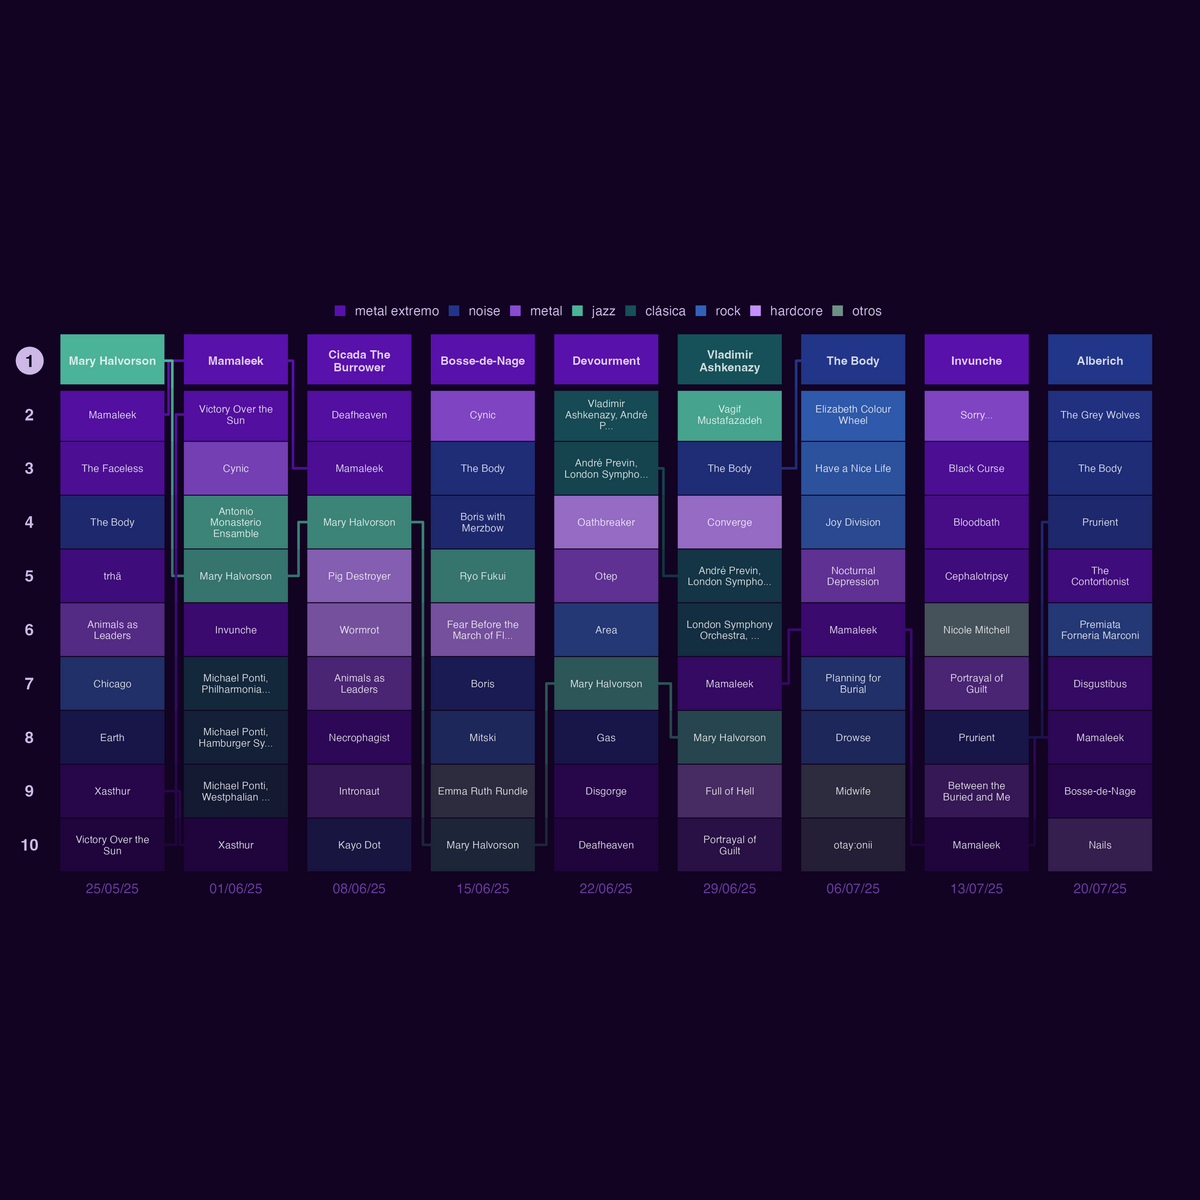 metal extremo noise metal jazz clásica rock hardcore otros
1
Mary Halvorson
Mamaleek
Cicada The
Burrower
Bosse-de-Nage
Devourment
Vladimir
Ashkenazy
The Body
Invunche
Alberich
2
Mamaleek
Victory Over the
Sun
Deafheaven
Cynic
Vladimir
Ashkenazy, André
P...
Vagif
Mustafazadeh
Elizabeth Colour
Wheel
Sorry...
The Grey Wolves
3
The Faceless
Cynic
Mamaleek
The Body
André Previn,
London Sympho...
The Body
Have a Nice Life
Black Curse
The Body
4
The Body
Antonio
Monasterio
Ensamble
Mary Halvorson
Boris with
Merzbow
Oathbreaker
Converge
Joy Division
Bloodbath
Prurient
5
trhä
Mary Halvorson
Pig Destroyer
Ryo Fukui
Otep
André Previn,
London Sympho...
Nocturnal
Depression
Cephalotripsy
The
Contortionist
6
Animals as
Leaders
Invunche
Wormrot
Fear Before the
March of Fl...
Area
London Symphony
Orchestra, ...
Mamaleek
Nicole Mitchell
Premiata
Forneria Marconi
7
Chicago
Michael Ponti,
Philharmonia...
Animals as
Leaders
Boris
Mary Halvorson
Mamaleek
Planning for
Burial
Portrayal of
Guilt
Disgustibus
8
Earth
Michael Ponti,
Hamburger Sy...
Necrophagist
Mitski
Gas
Mary Halvorson
Drowse
Prurient
Mamaleek
9
Xasthur
Michael Ponti,
Westphalian ...
Intronaut
Emma Ruth Rundle
Disgorge
Full of Hell
Midwife
Between the
Buried and Me
Bosse-de-Nage
10
Victory Over the
Sun
Xasthur
Kayo Dot
Mary Halvorson
Deafheaven
Portrayal of
Guilt
otay:onii
Mamaleek
Nails
25/05/25 01/06/25 08/06/25 15/06/25 22/06/25 29/06/25 06/07/25 13/07/25 20/07/25